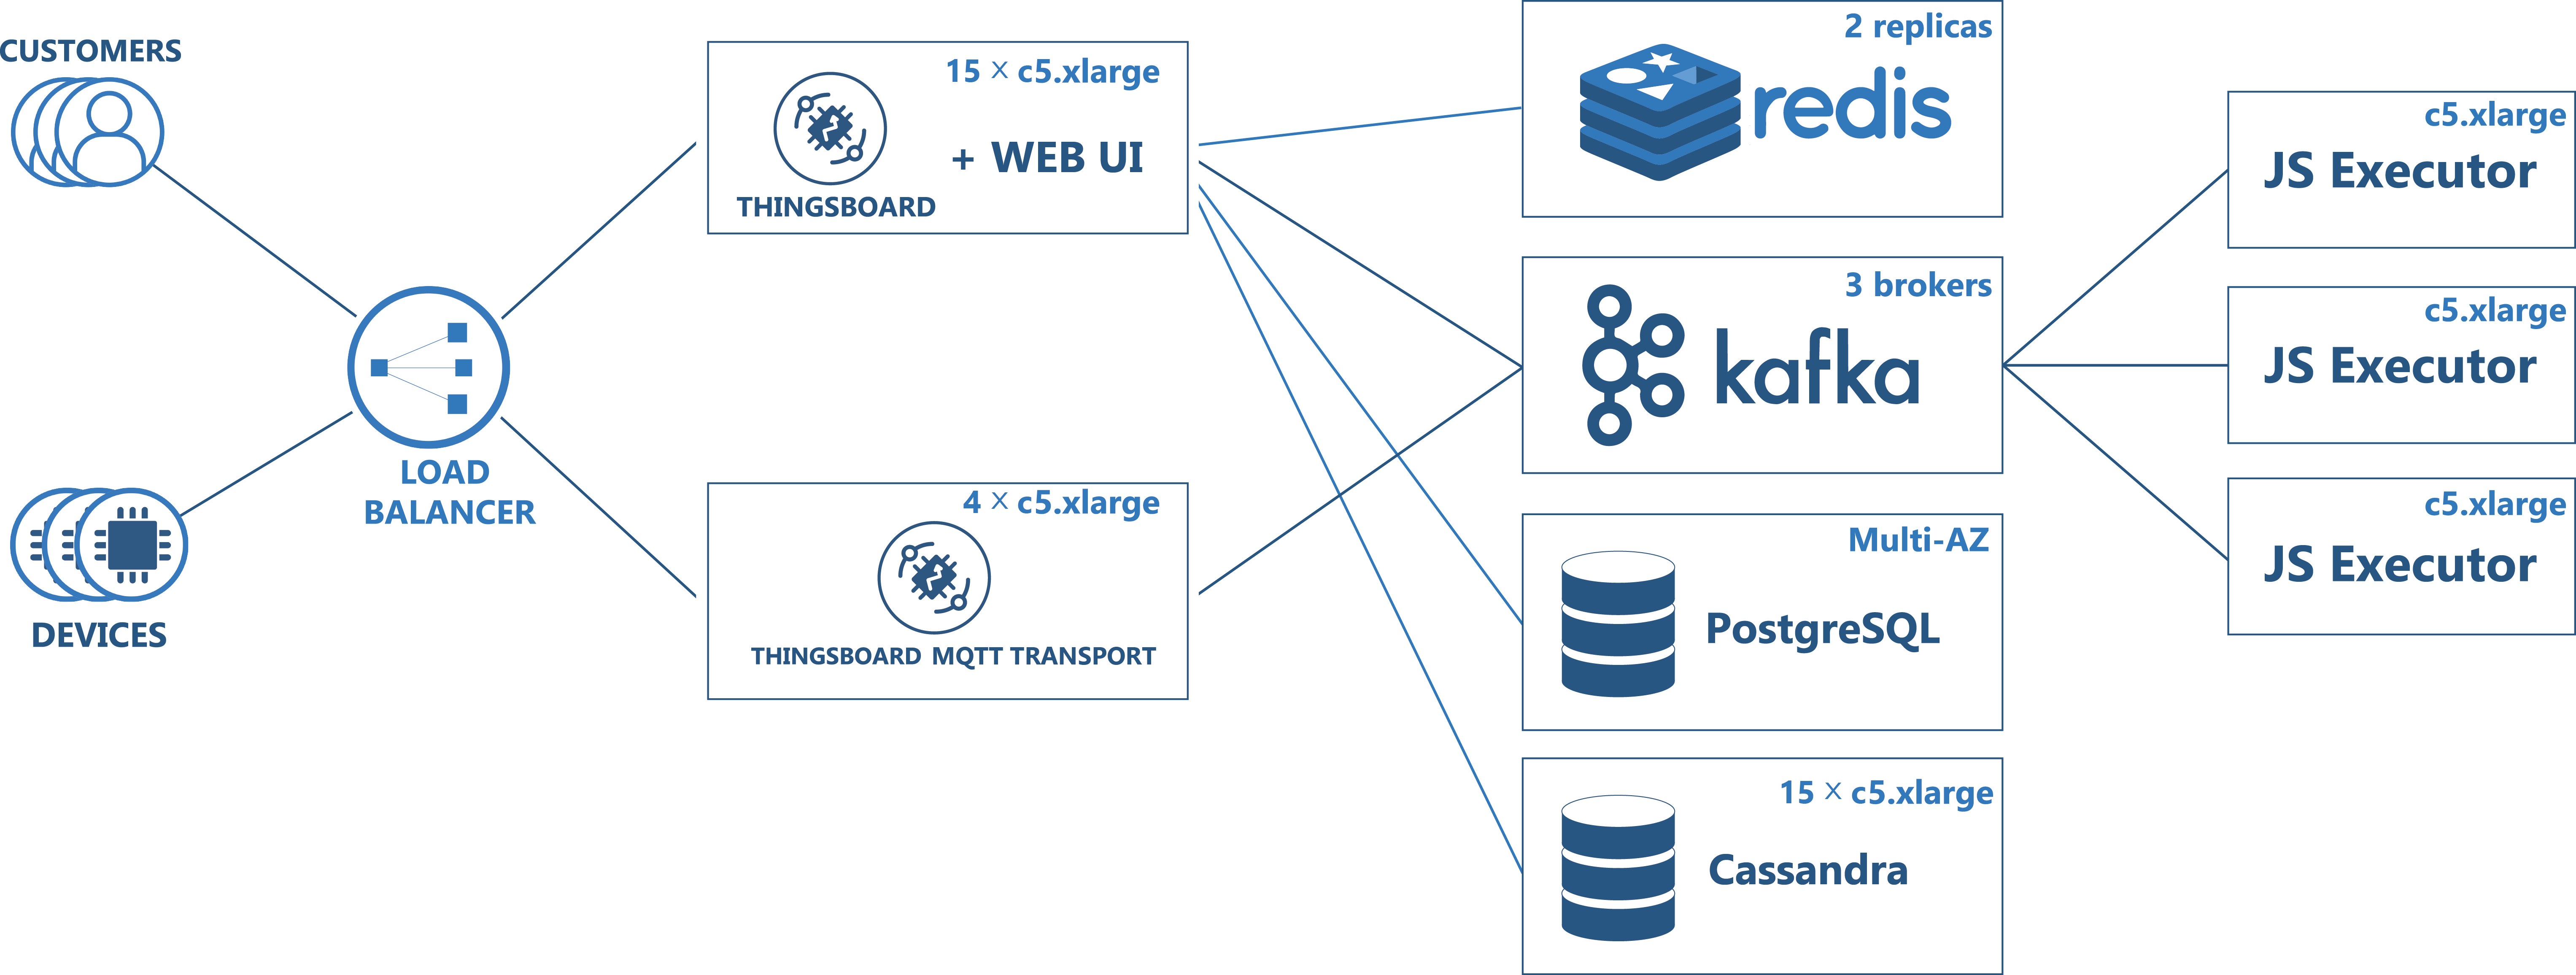 CUSTOMERS
DEVICES
LOAD
BALANCER
15 × c5.xlarge
+ WEB UI
THINGSBOARD
4 × c5.xlarge
THINGSBOARD MQTT TRANSPORT
2 replicas
redis
3 brokers
kafka
Multi-AZ
PostgreSQL
15 × c5.xlarge
Cassandra
c5.xlarge
JS Executor
c5.xlarge
JS Executor
c5.xlarge
JS Executor